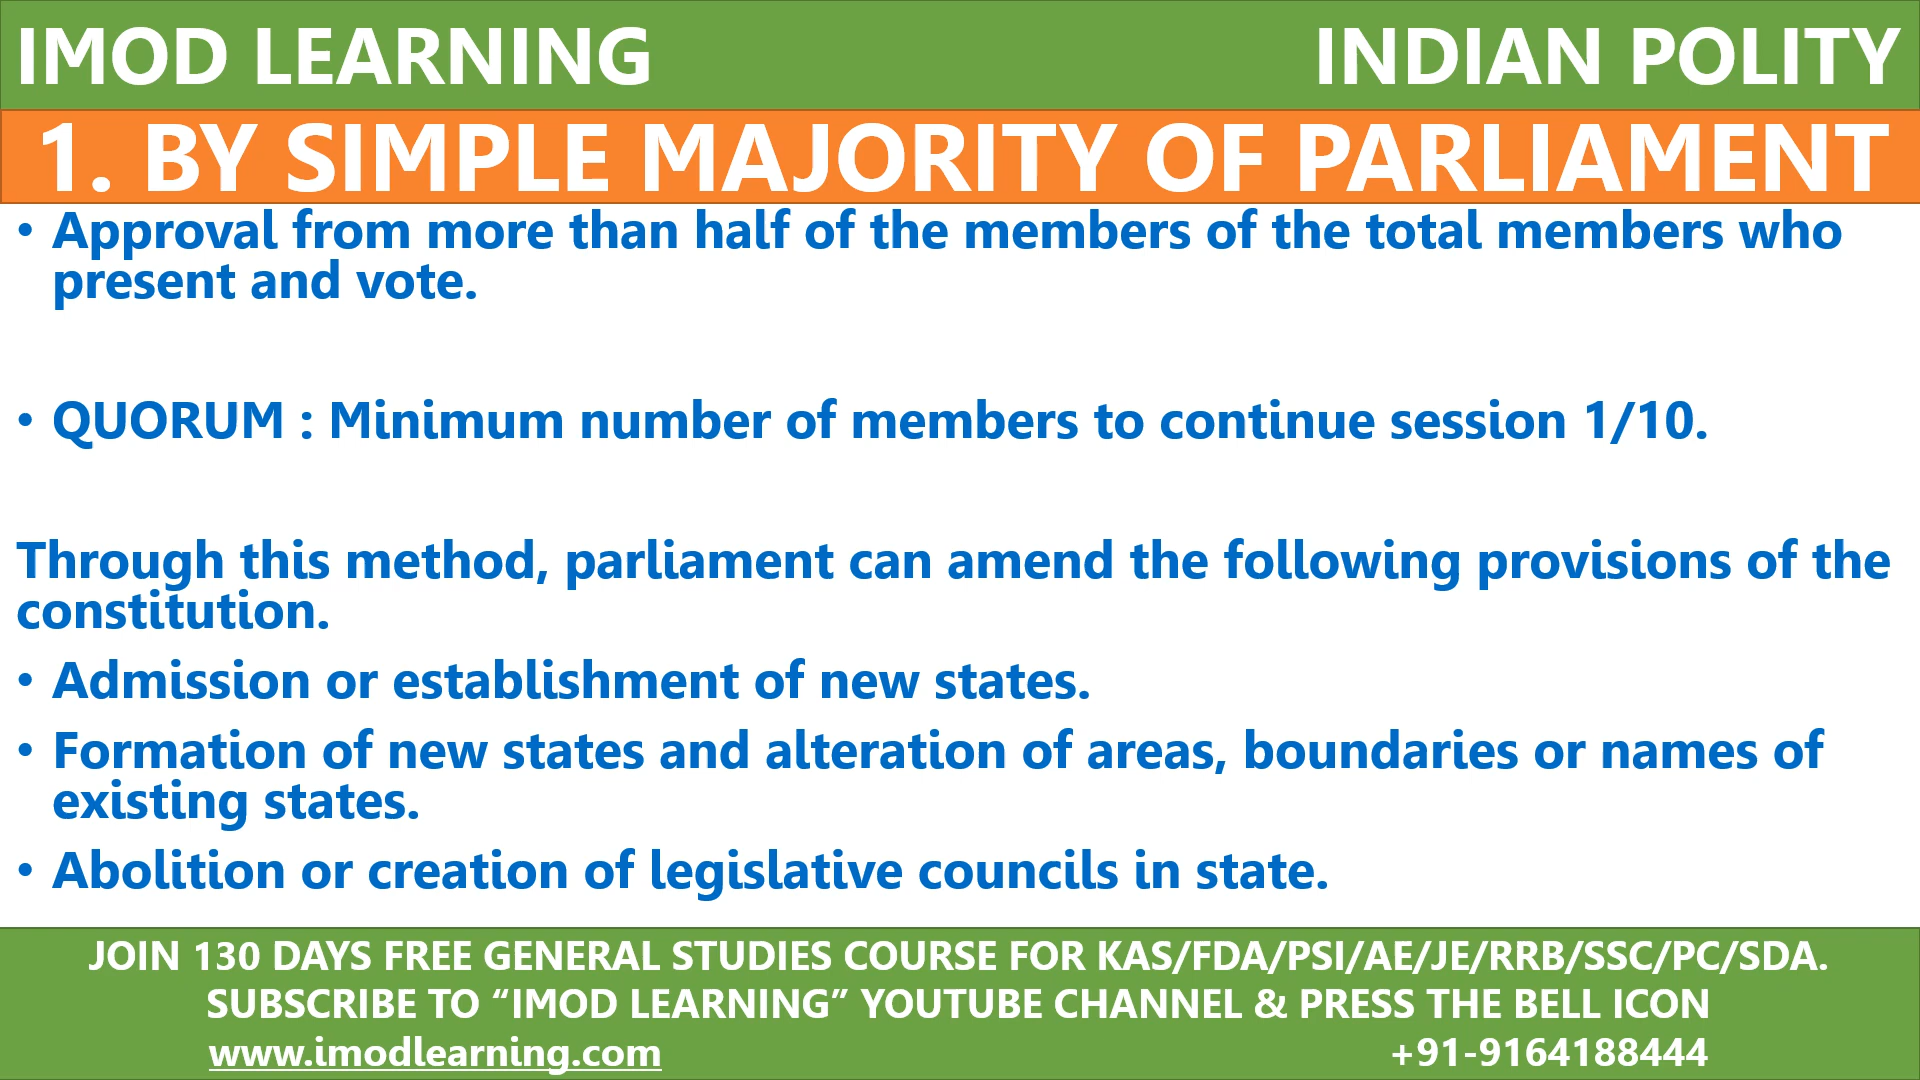 IMOD LEARNING INDIAN POLITY
1. BY SIMPLE MAJORITY OF PARLIAMENT
• Approval from more than half of the members of the total members who
present and vote.
• QUORUM : Minimum number of members to continue session 1/10.
Through this method, parliament can amend the following provisions of the
constitution.
• Admission or establishment of new states.
• Formation of new states and alteration of areas, boundaries or names of
existing states.
• Abolition or creation of legislative councils in state.
JOIN 130 DAYS FREE GENERAL STUDIES COURSE FOR KAS/FDA/PSI/AE/JE/RRB/SSC/PC/SDA.
SUBSCRIBE TO “IMOD LEARNING” YOUTUBE CHANNEL & PRESS THE BELL ICON
www.imodlearning.com +91-9164188444